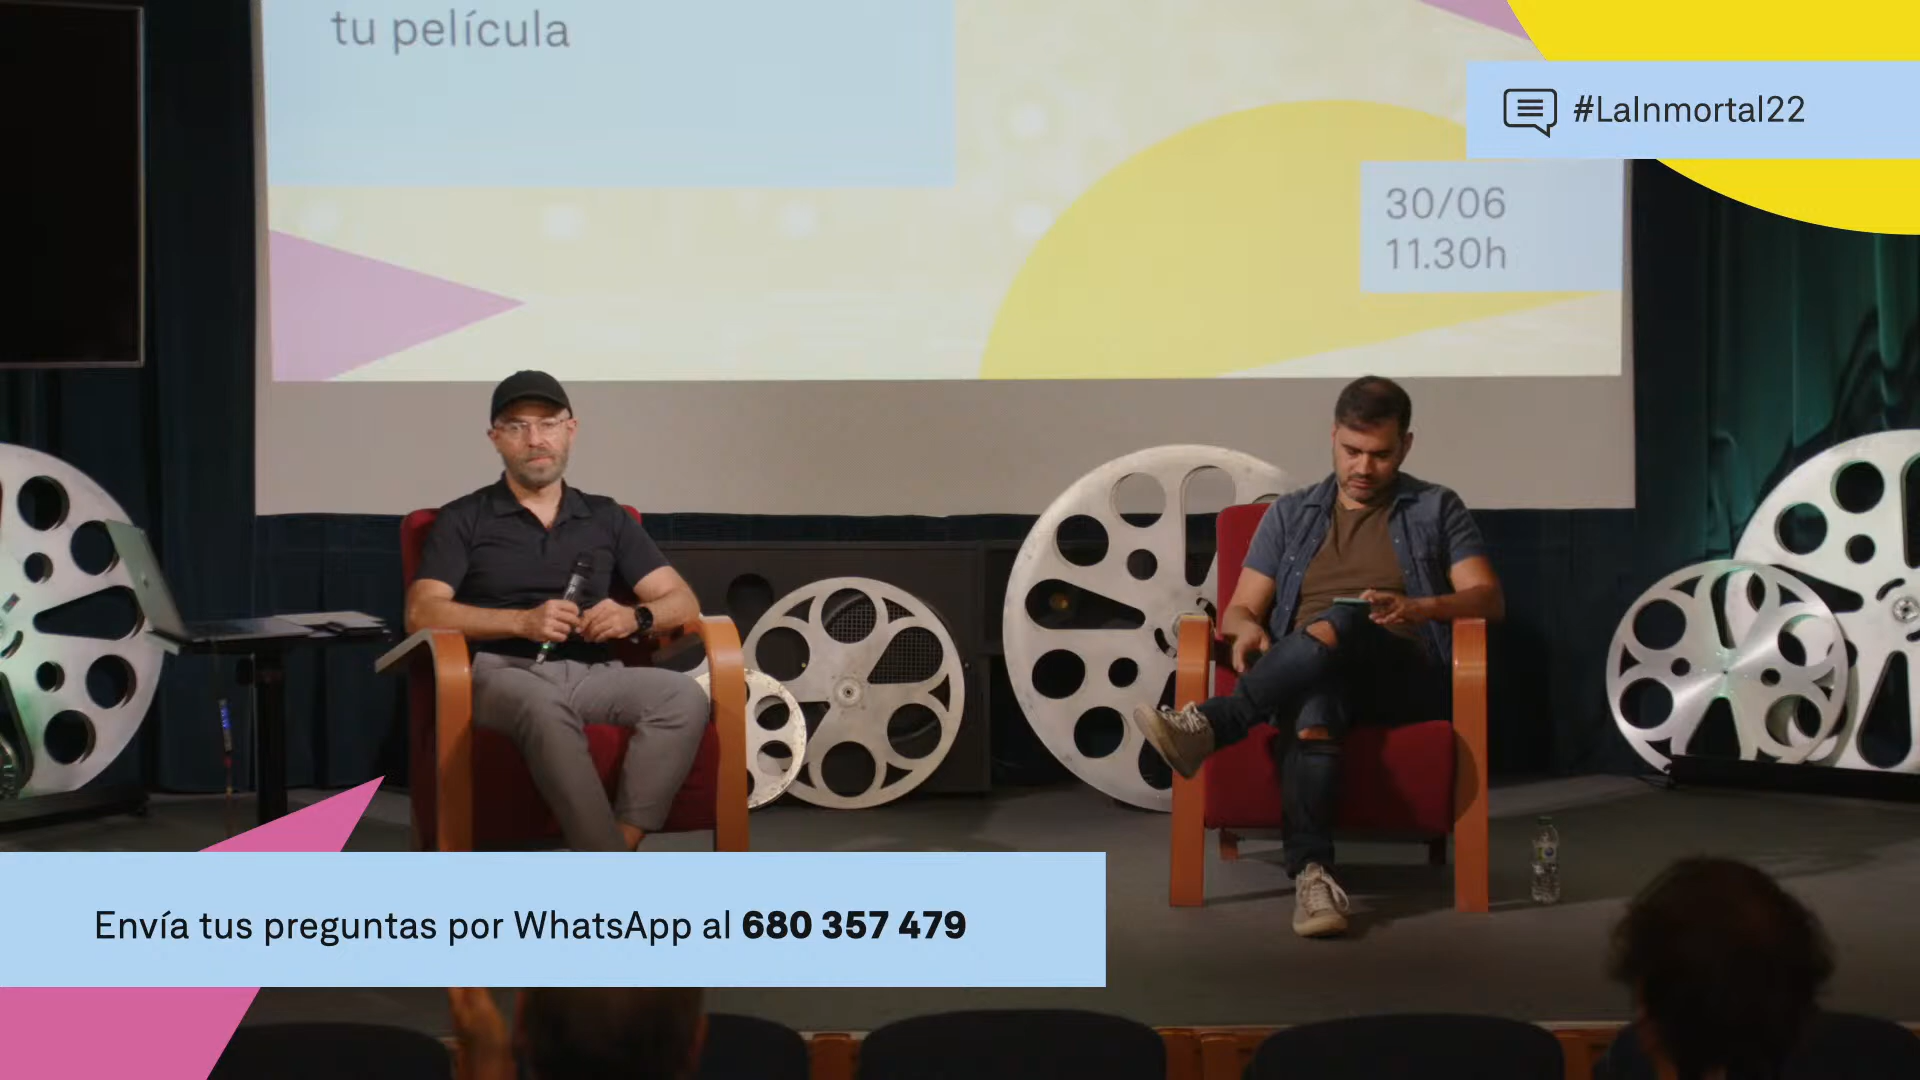 tu película
#LaInmortal22
30/06
11.30h
Envía tus preguntas por WhatsApp al 680 357 479